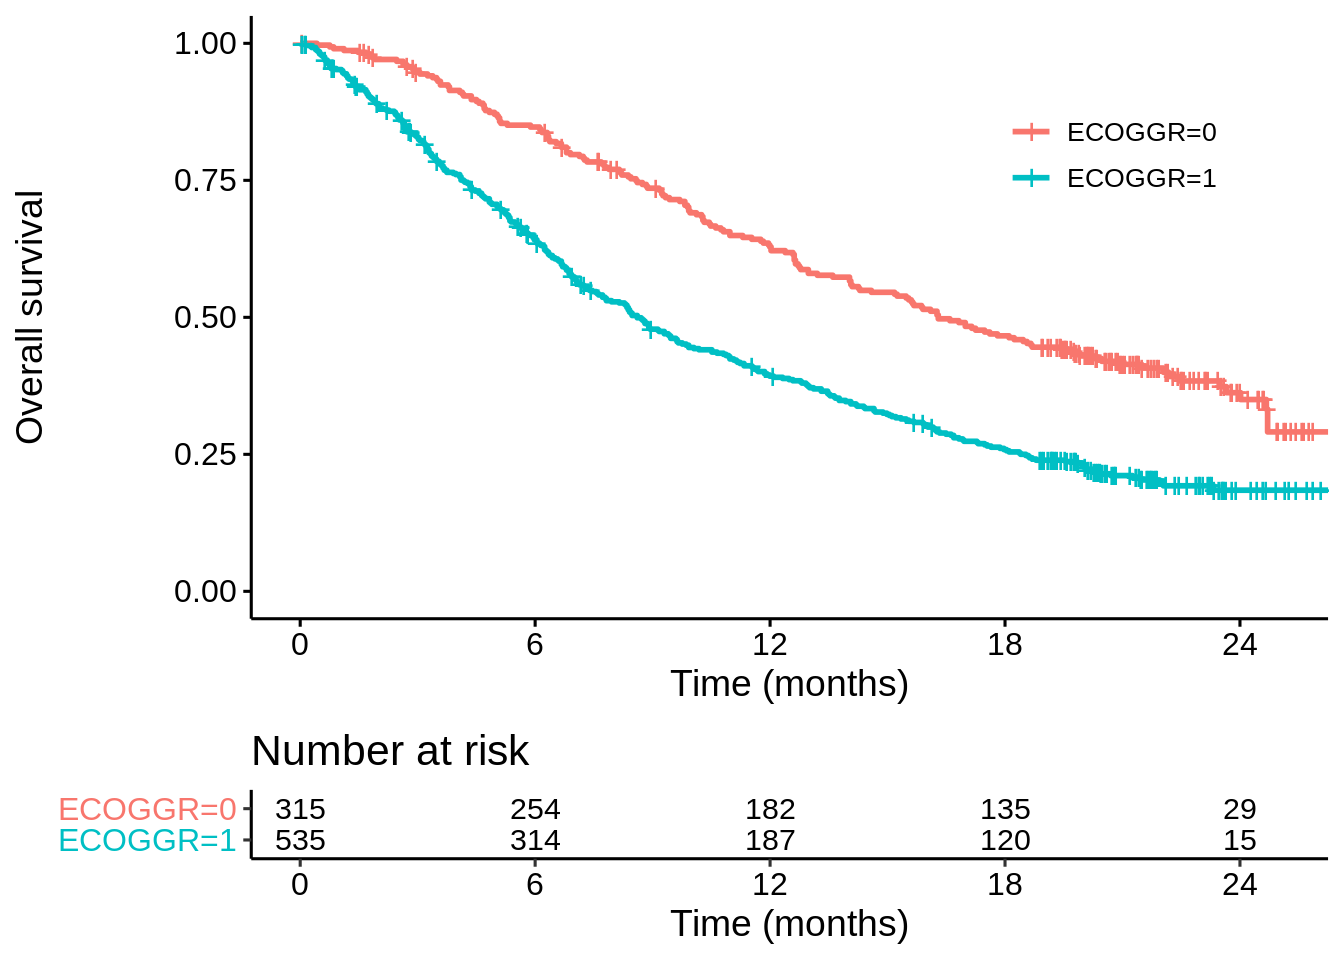 1.00
0.75
0.50
0.25
0.00
Overall survival
ECOGGR=0
ECOGGR=1
0 6 12 18 24
Time (months)
Number at risk
ECOGGR=0 315 254 182 135 29
ECOGGR=1 535 314 187 120 15
0 6 12 18 24
Time (months)